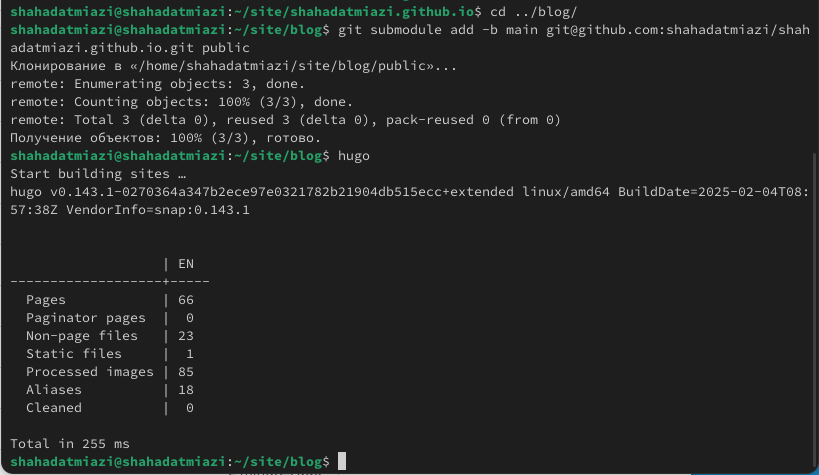 shahadatmiazi@shahadatmiazi:~/site/shahadatmiazi.github.io$ cd ../blog/
shahadatmiazi@shahadatmiazi:~/site/blog$ git submodule add -b main git@github.com:shahadatmiazi/shah
adatmiazi.github.io.git public
Клонирование в «/home/shahadatmiazi/site/blog/public»...
remote: Enumerating objects: 3, done.
remote: Counting objects: 100% (3/3), done.
remote: Total 3 (delta 0), reused 3 (delta 0), pack-reused 0 (from 0)
Получение объектов: 100% (3/3), готово.
shahadatmiazi@shahadatmiazi:~/site/blog$ hugo
Start building sites …
hugo v0.143.1-0270364a347b2ece97e0321782b21904db515ecc+extended linux/amd64 BuildDate=2025-02-04T08:
57:38Z VendorInfo=snap:0.143.1
                   | EN
-------------------+-----
  Pages            | 66
  Paginator pages  |  0
  Non-page files   | 23
  Static files     |  1
  Processed images | 85
  Aliases          | 18
  Cleaned          |  0
Total in 255 ms
shahadatmiazi@shahadatmiazi:~/site/blog$